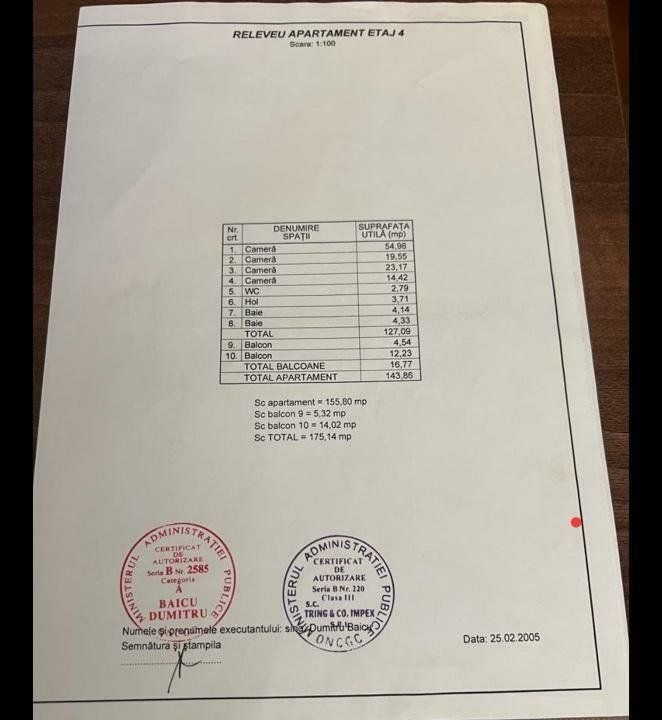 RELEVEU APARTAMENT ETAJ 4
Scara: 1:100
Nr. crt. DENUMIRE SPAȚII SUPRAFAȚA UTILĂ (mp)
1. Cameră 54,98
2. Cameră 19,55
3. Cameră 23,17
4. Cameră 14,42
5. WC 2,79
6. Hol 3,71
7. Baie 4,14
8. Baie 4,33
TOTAL 127,09
9. Balcon 4,54
10. Balcon 12,23
TOTAL BALCOANE 16,77
TOTAL APARTAMENT 143,86
Sc apartament = 155,80 mp
Sc balcon 9 = 5,32 mp
Sc balcon 10 = 14,02 mp
Sc TOTAL = 175,14 mp
MINISTERUL ADMINISTRAȚIEI PUBLICE
CERTIFICAT
DE
AUTORIZARE
Seria B Nr. 2585
Categoria
A
BAICU
DUMITRU
MINISTERUL ADMINISTRAȚIEI PUBLICE
CERTIFICAT
DE
AUTORIZARE
Seria B Nr. 220
Clasa III
S.C.
TRING & CO. IMPEX
S.R.L.
ONCGC
Numele și prenumele executantului: sing. Dumitru Baicu
Semnătura și ștampila
Data: 25.02.2005